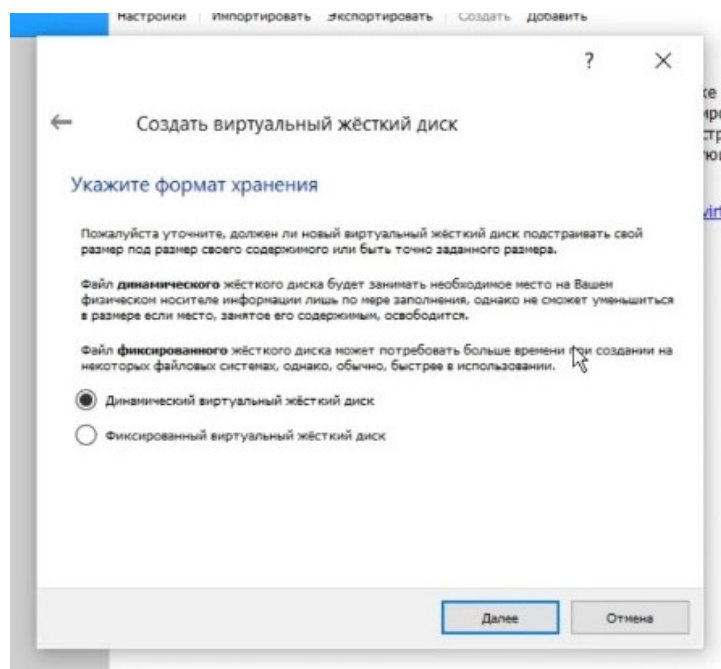 Настройки Импортировать Экспортировать Создать Добавить
?
Создать виртуальный жёсткий диск
Укажите формат хранения
Пожалуйста уточните, должен ли новый виртуальный жёсткий диск подстраивать свой
размер под размер своего содержимого или быть точно заданного размера.
Файл динамического жёсткого диска будет занимать необходимое место на Вашем
физическом носителе информации лишь по мере заполнения, однако не сможет уменьшиться
в размере если место, занятое его содержимым, освободится.
Файл фиксированного жёсткого диска может потребовать больше времени при создании на
некоторых файловых системах, однако, обычно, быстрее в использовании.
Динамический виртуальный жёсткий диск
Фиксированный виртуальный жёсткий диск
Далее Отмена